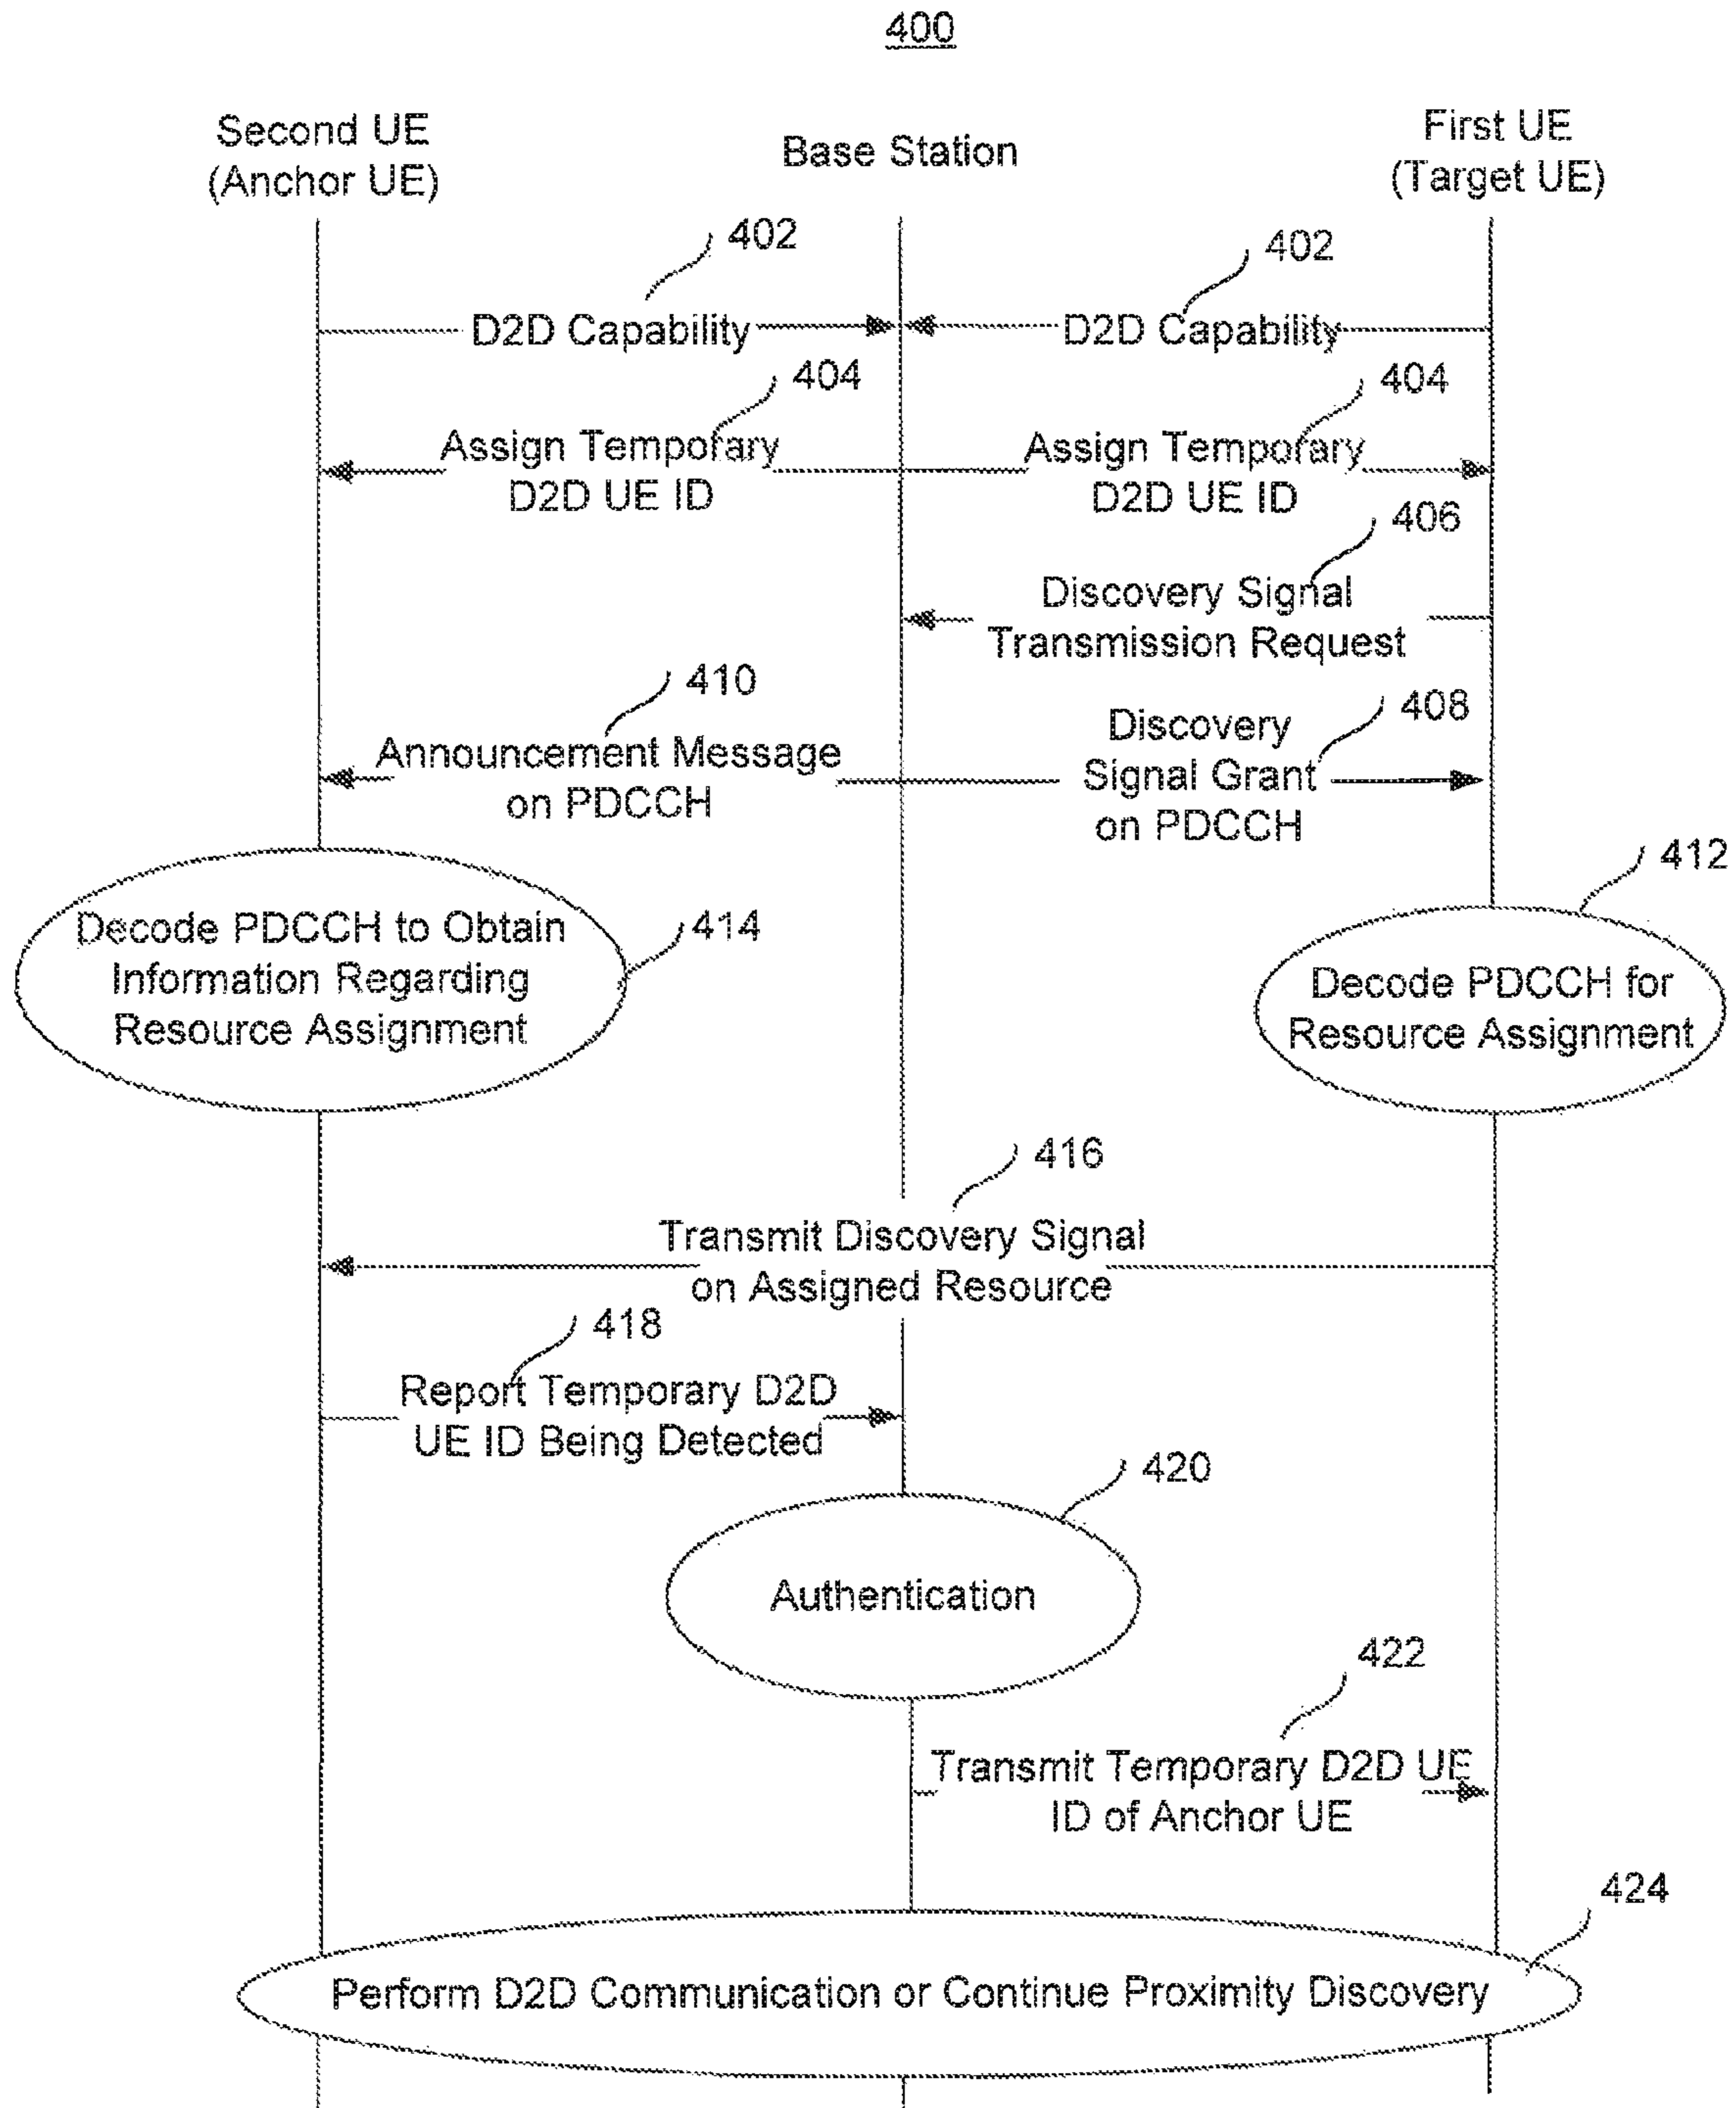 400
Second UE
(Anchor UE)
Base Station
First UE
(Target UE)
402
402
D2D Capability
D2D Capability
404
404
Assign Temporary
D2D UE ID
Assign Temporary
D2D UE ID
406
Discovery Signal
Transmission Request
410
408
Announcement Message
on PDCCH
Discovery
Signal Grant
on PDCCH
412
Decode PDCCH to Obtain
Information Regarding
Resource Assignment
414
Decode PDCCH for
Resource Assignment
416
Transmit Discovery Signal
on Assigned Resource
418
Report Temporary D2D
UE ID Being Detected
420
Authentication
422
Transmit Temporary D2D UE
ID of Anchor UE
424
Perform D2D Communication or Continue Proximity Discovery